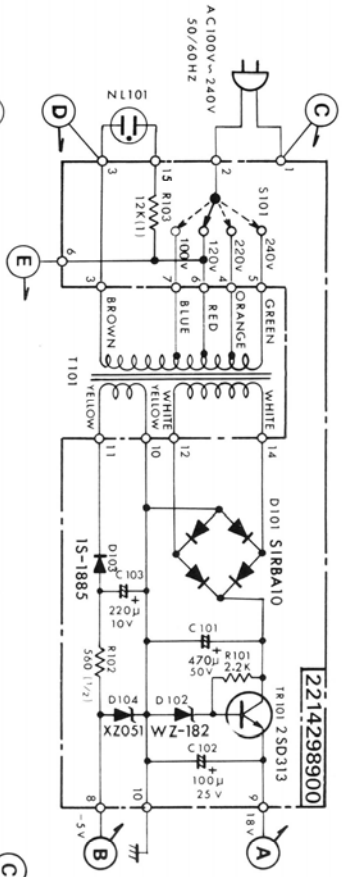 AC100V~240V
50/60HZ
C
NL101
D
1
2
15
3
R103
12K(1)
S101
240V
220V
120V
100V
6
E
5
4
6
7
3
GREEN
ORANGE
RED
BLUE
BROWN
T101
WHITE
WHITE
YELLOW
YELLOW
14
12
10
11
D101 S1RBA10
D103
1S-1885
C103
+
220μ
10V
R102
560 (1/2)
C101
+
470μ
50V
R101
2.2K
TR101 2SD313
D104
XZ051
D102
WZ-182
C102
+
100μ
25V
2214298900
9
18V
A
10
8
-5V
B
C